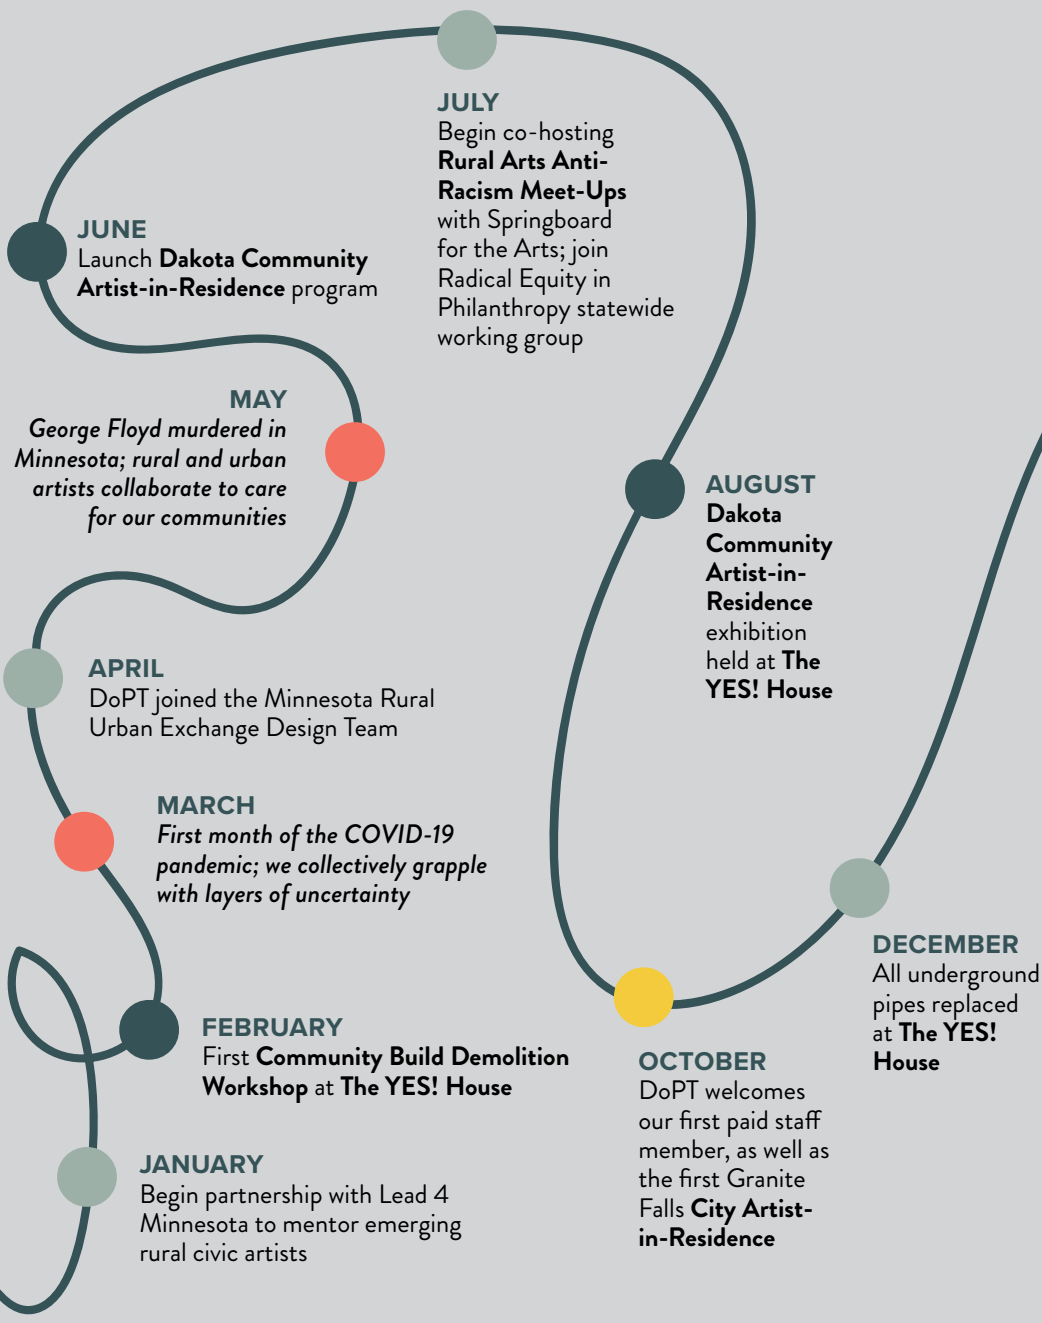 JULY
Begin co-hosting
Rural Arts Anti-
Racism Meet-Ups
with Springboard
for the Arts; join
Radical Equity in
Philanthropy statewide
working group
JUNE
Launch Dakota Community
Artist-in-Residence program
MAY
George Floyd murdered in
Minnesota; rural and urban
artists collaborate to care
for our communities
AUGUST
Dakota
Community
Artist-in-
Residence
exhibition
held at The
YES! House
APRIL
DoPT joined the Minnesota Rural
Urban Exchange Design Team
MARCH
First month of the COVID-19
pandemic; we collectively grapple
with layers of uncertainty
DECEMBER
All underground
pipes replaced
at The YES!
House
FEBRUARY
First Community Build Demolition
Workshop at The YES! House
OCTOBER
DoPT welcomes
our first paid staff
member, as well as
the first Granite
Falls City Artist-
in-Residence
JANUARY
Begin partnership with Lead 4
Minnesota to mentor emerging
rural civic artists